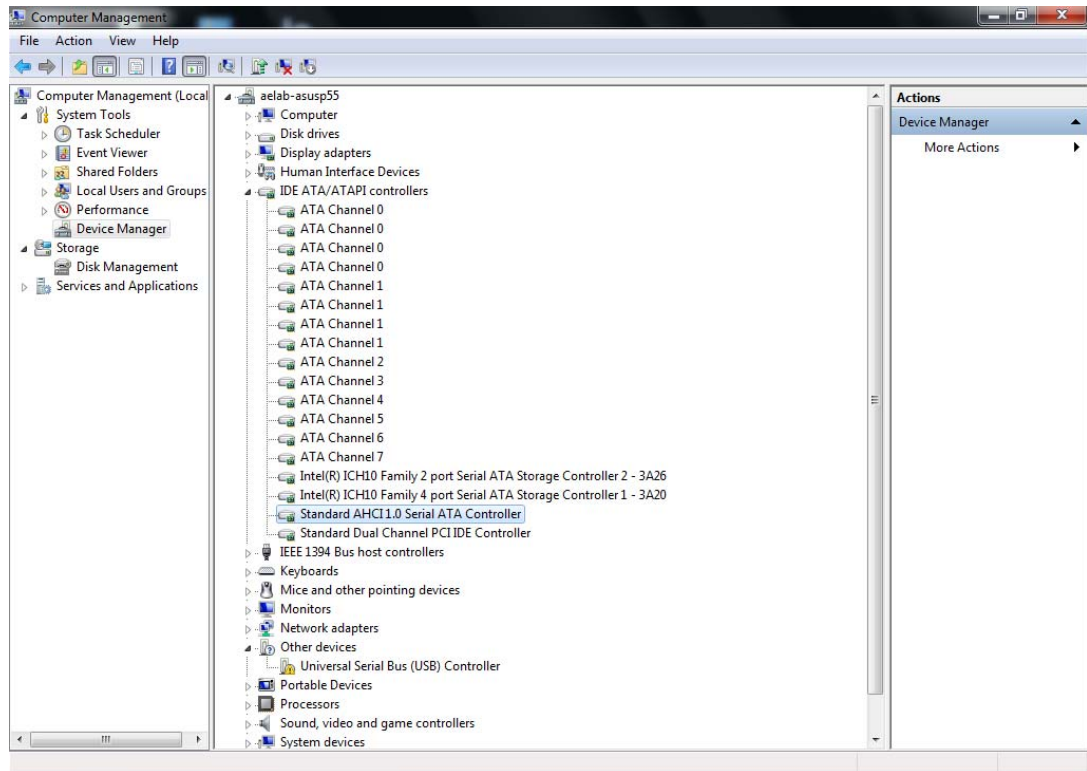 Computer Management
File Action View Help
Computer Management (Local
System Tools
Task Scheduler
Event Viewer
Shared Folders
Local Users and Groups
Performance
Device Manager
Storage
Disk Management
Services and Applications
aelab-asusp55
Computer
Disk drives
Display adapters
Human Interface Devices
IDE ATA/ATAPI controllers
ATA Channel 0
ATA Channel 0
ATA Channel 0
ATA Channel 0
ATA Channel 1
ATA Channel 1
ATA Channel 1
ATA Channel 1
ATA Channel 2
ATA Channel 3
ATA Channel 4
ATA Channel 5
ATA Channel 6
ATA Channel 7
Intel(R) ICH10 Family 2 port Serial ATA Storage Controller 2 - 3A26
Intel(R) ICH10 Family 4 port Serial ATA Storage Controller 1 - 3A20
Standard AHCI 1.0 Serial ATA Controller
Standard Dual Channel PCI IDE Controller
IEEE 1394 Bus host controllers
Keyboards
Mice and other pointing devices
Monitors
Network adapters
Other devices
Universal Serial Bus (USB) Controller
Portable Devices
Processors
Sound, video and game controllers
System devices
Actions
Device Manager
More Actions